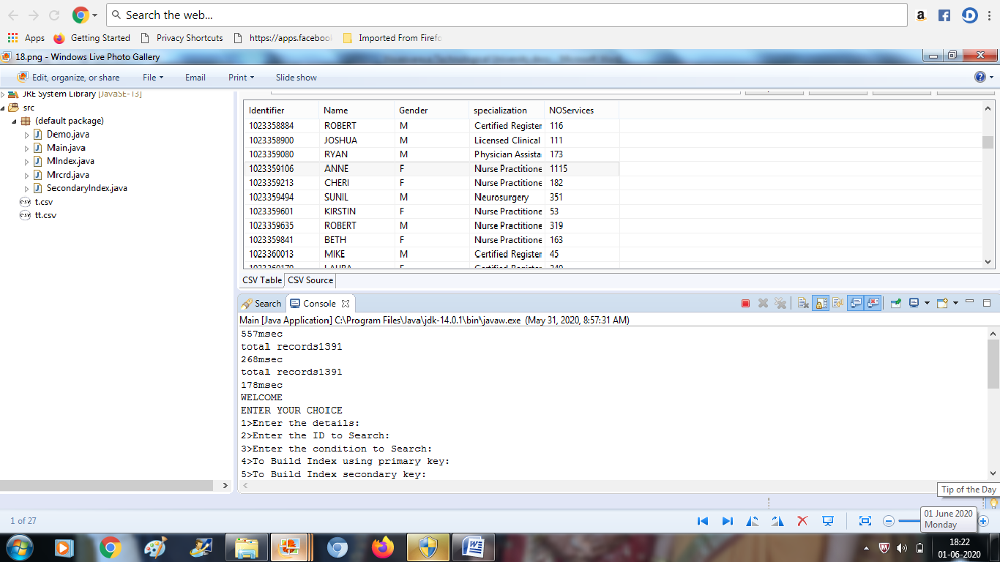 Search the web...
Apps Getting Started Privacy Shortcuts https://apps.faceboo Imported From Firefo
18.png - Windows Live Photo Gallery
Edit, organize, or share File Email Print Slide show
JRE System Library [JavaSE-13]
src
(default package)
Demo.java
Main.java
MIndex.java
Mrcrd.java
SecondaryIndex.java
t.csv
tt.csv
Identifier Name Gender specialization NOServices
1023358884 ROBERT M Certified Register 116
1023358900 JOSHUA M Licensed Clinical 111
1023359080 RYAN M Physician Assista 173
1023359106 ANNE F Nurse Practitione 1115
1023359213 CHERI F Nurse Practitione 182
1023359494 SUNIL M Neurosurgery 351
1023359601 KIRSTIN F Nurse Practitione 53
1023359635 ROBERT M Nurse Practitione 319
1023359841 BETH F Nurse Practitione 163
1023360013 MIKE M Certified Register 45
CSV Table CSV Source
Search Console
Main [Java Application] C:\Program Files\Java\jdk-14.0.1\bin\javaw.exe (May 31, 2020, 8:57:31 AM)
557msec
total records1391
268msec
total records1391
178msec
WELCOME
ENTER YOUR CHOICE
1>Enter the details:
2>Enter the ID to Search:
3>Enter the condition to Search:
4>To Build Index using primary key:
5>To Build Index secondary key:
Tip of the Day
1 of 27
01 June 2020
Monday
18:22
01-06-2020